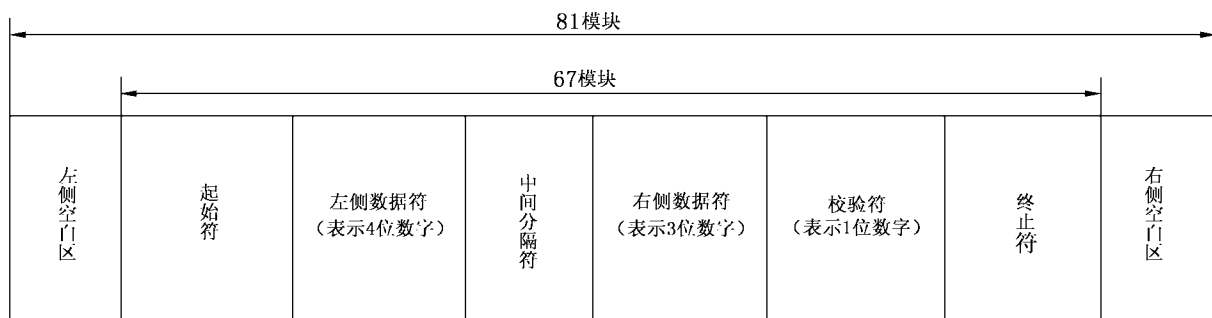 81模块
67模块
左侧空白区
起始符
左侧数据符
（表示4位数字）
中间分隔符
右侧数据符
（表示3位数字）
校验符
（表示1位数字）
终止符
右侧空白区